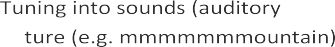 Tuning into sounds (auditory
ture (e.g. mmmmmmmountain)